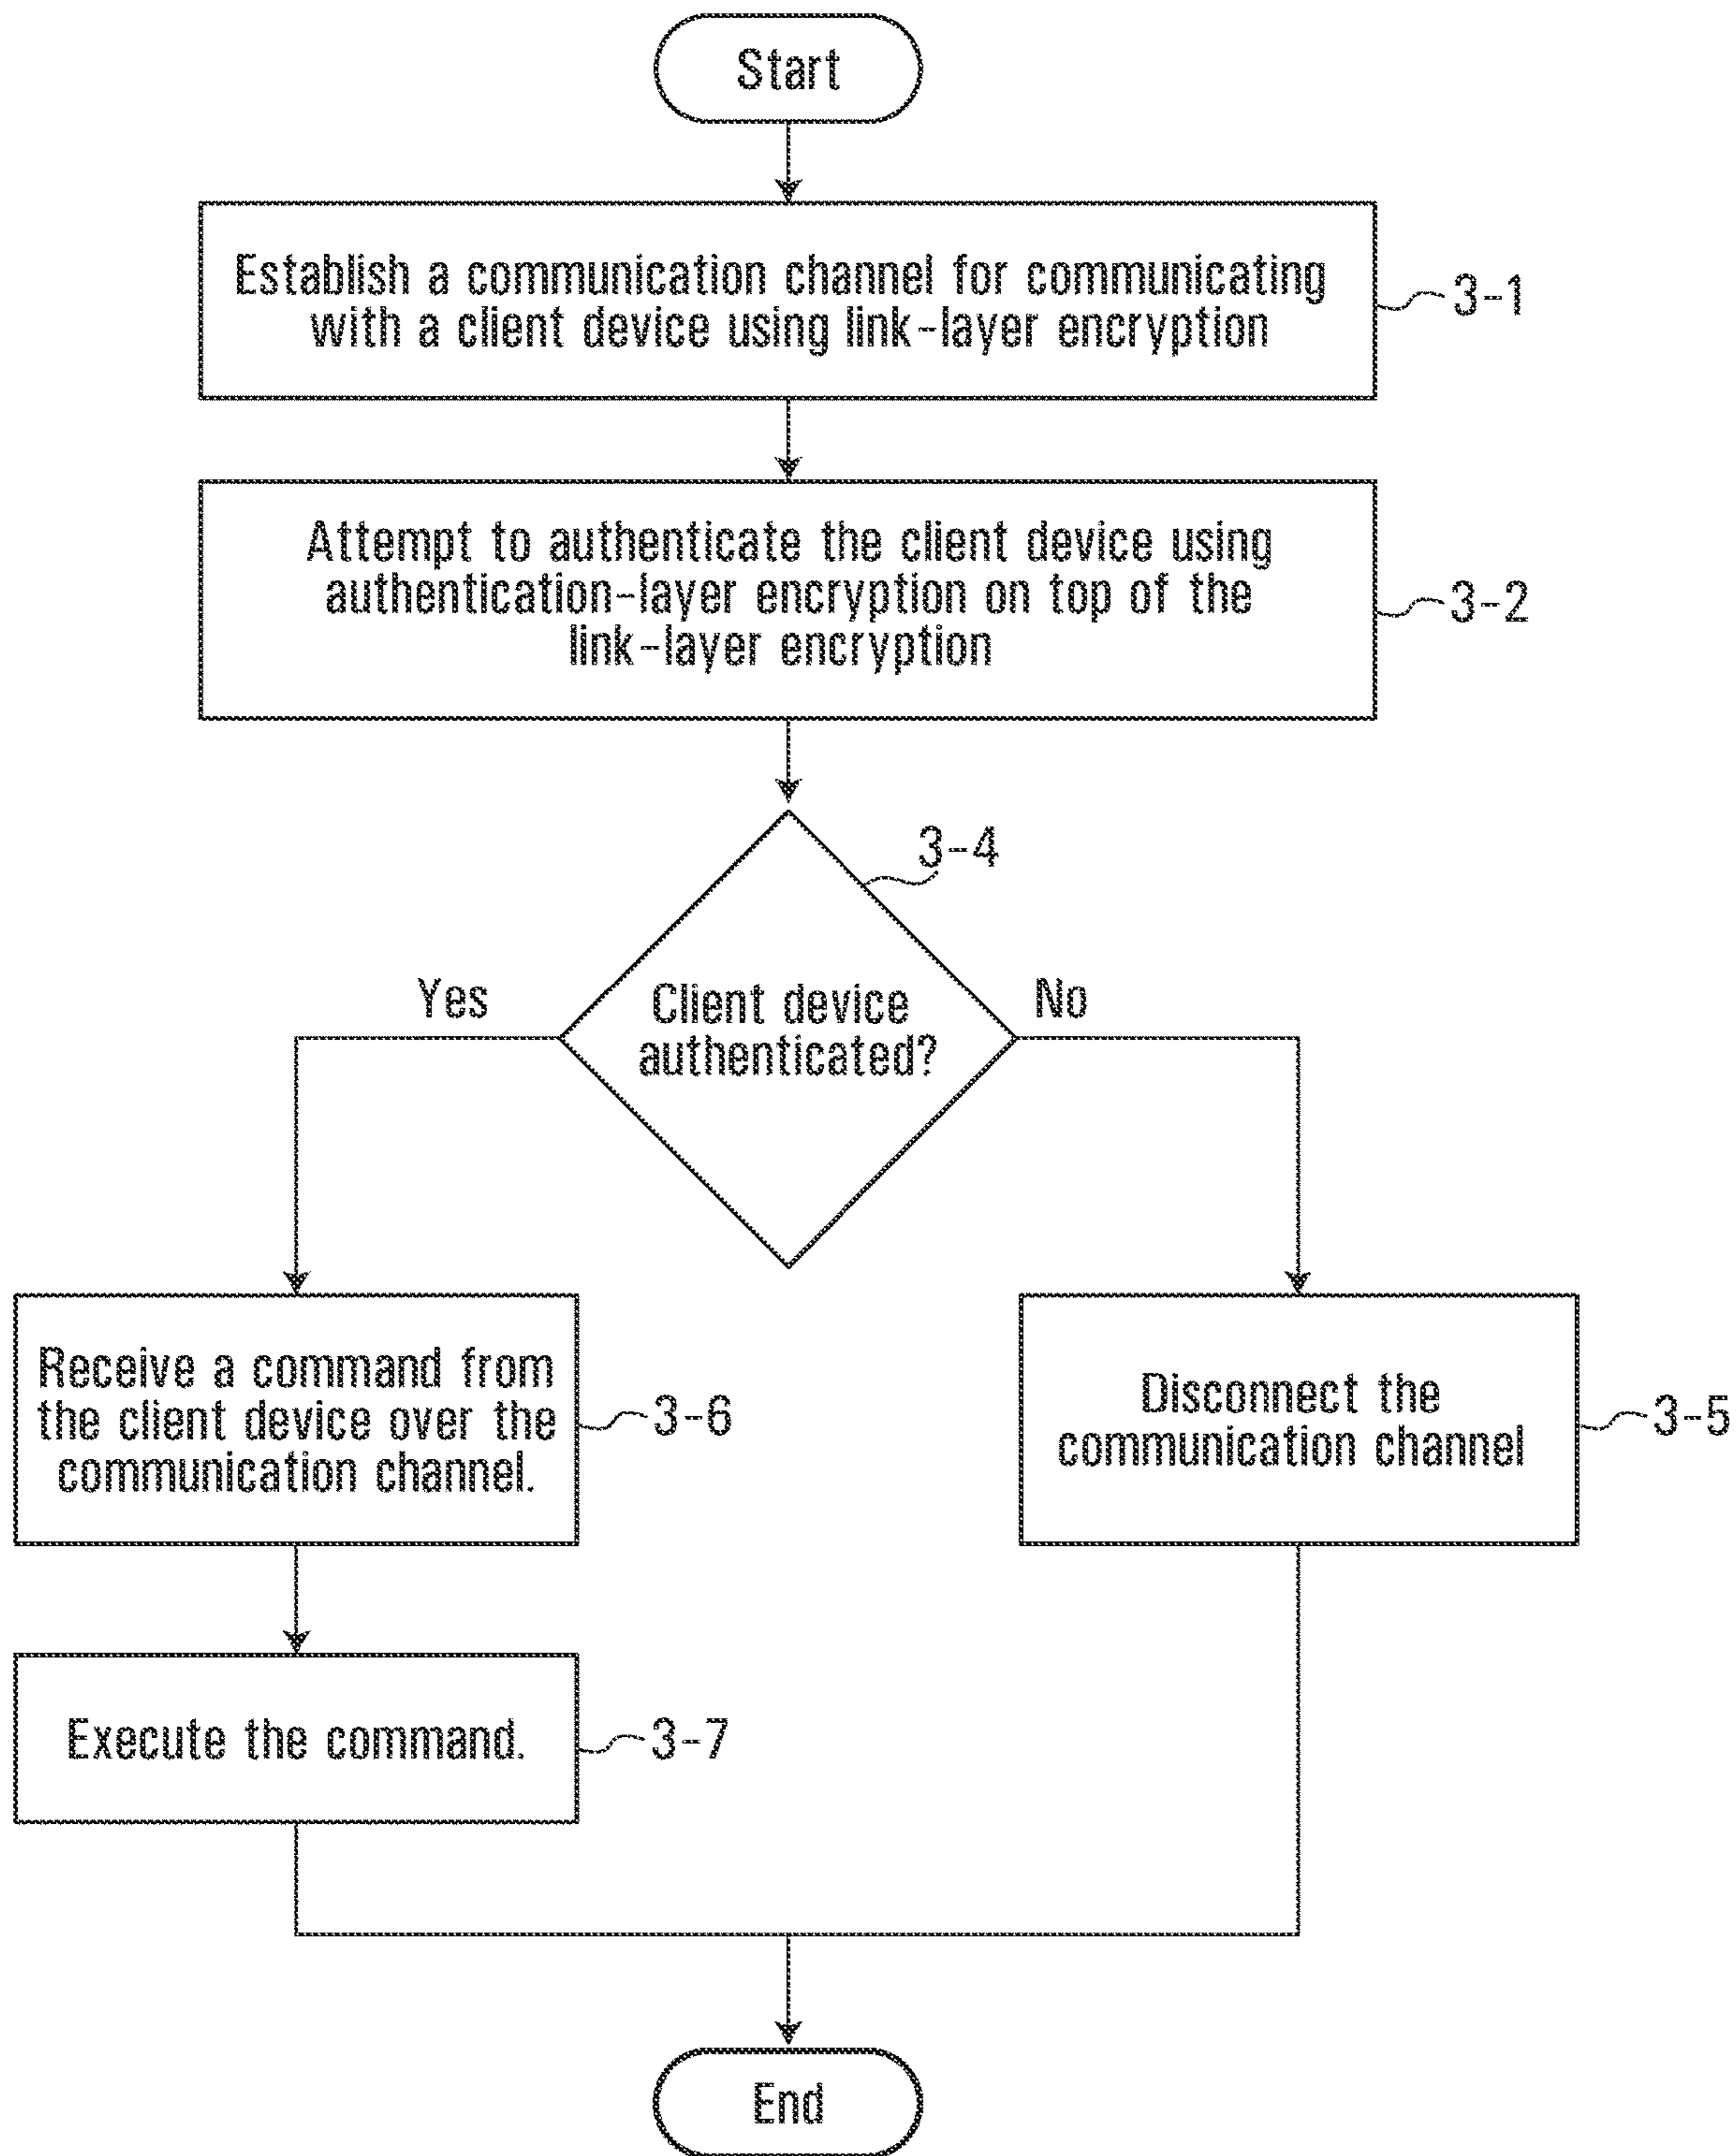 Start
Establish a communication channel for communicating
with a client device using link-layer encryption
3-1
Attempt to authenticate the client device using
authentication-layer encryption on top of the
link-layer encryption
3-2
3-4
Yes
Client device
authenticated?
No
Receive a command from
the client device over the
communication channel.
3-6
Disconnect the
communication channel
3-5
Execute the command.
3-7
End